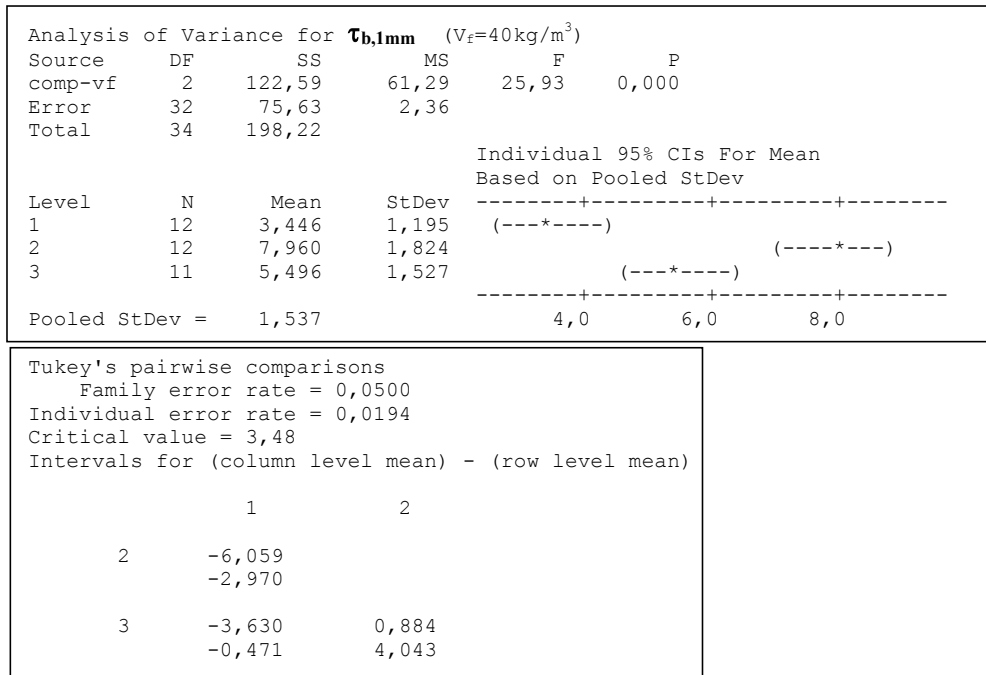 Analysis of Variance for τb,1mm (Vf=40kg/m3)
Source DF SS MS F P
comp-vf 2 122,59 61,29 25,93 0,000
Error 32 75,63 2,36
Total 34 198,22
Individual 95% CIs For Mean
Based on Pooled StDev
Level N Mean StDev --------+---------+---------+--------
1 12 3,446 1,195 (---*----)
2 12 7,960 1,824 (----*---)
3 11 5,496 1,527 (---*----)
--------+---------+---------+--------
Pooled StDev = 1,537 4,0 6,0 8,0
Tukey's pairwise comparisons
Family error rate = 0,0500
Individual error rate = 0,0194
Critical value = 3,48
Intervals for (column level mean) - (row level mean)
1 2
2 -6,059
-2,970
3 -3,630 0,884
-0,471 4,043